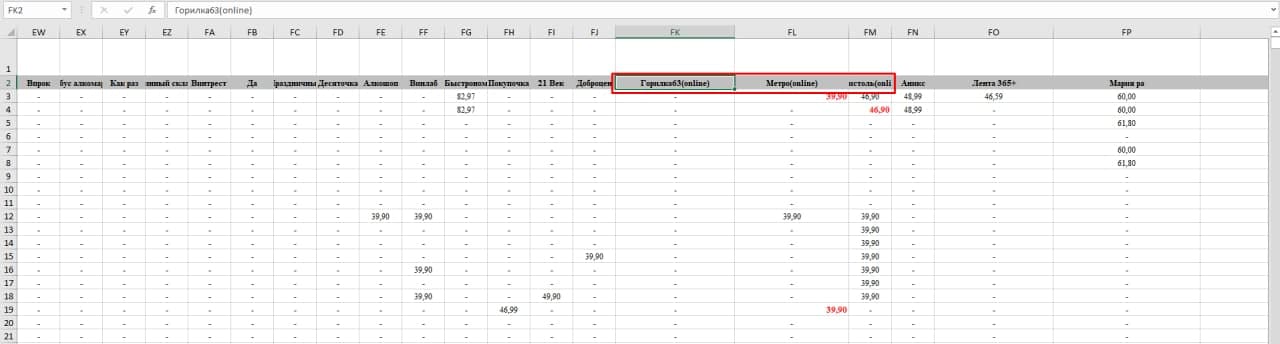 FK2 fx Горилка63(online)
EW EX EY EZ FA FB FC FD FE FF FG FH FI FJ FK FL FM FN FO FP
1
2 Впрок бус алкомар Как раз нный скла Винтрест Да раздничны Десяточка Алкошоп Винлаб Быстроном Покупочка 21 Век Доброцен Горилка63(online) Метро(online) истоль(onli Аникс Лента 365+ Мария ра
3 - - - - - - - - - - 82,97 - - - - 39,90 46,90 48,99 46,59 60,00
4 - - - - - - - - - - 82,97 - - - - - 46,90 48,99 - 60,00
5 - - - - - - - - - - - - - - - - - - - 61,80
6 - - - - - - - - - - - - - - - - - - - -
7 - - - - - - - - - - - - - - - - - - - 60,00
8 - - - - - - - - - - - - - - - - - - - 61,80
9 - - - - - - - - - - - - - - - - - - - -
10 - - - - - - - - - - - - - - - - - - - -
11 - - - - - - - - - - - - - - - - - - - -
12 - - - - - - - - 39,90 39,90 - - - - - 39,90 39,90 - - -
13 - - - - - - - - - - - - - - - - 39,90 - - -
14 - - - - - - - - - - - - - - - - 39,90 - - -
15 - - - - - - - - - - - - - 39,90 - - 39,90 - - -
16 - - - - - - - - - 39,90 - - - - - - 39,90 - - -
17 - - - - - - - - - - - - - - - - 39,90 - - -
18 - - - - - - - - - 39,90 - - 49,90 - - - 39,90 - - -
19 - - - - - - - - - - - 46,99 - - - 39,90 - - - -
20 - - - - - - - - - - - - - - - - - - - -
21 - - - - - - - - - - - - - - - - - - - -